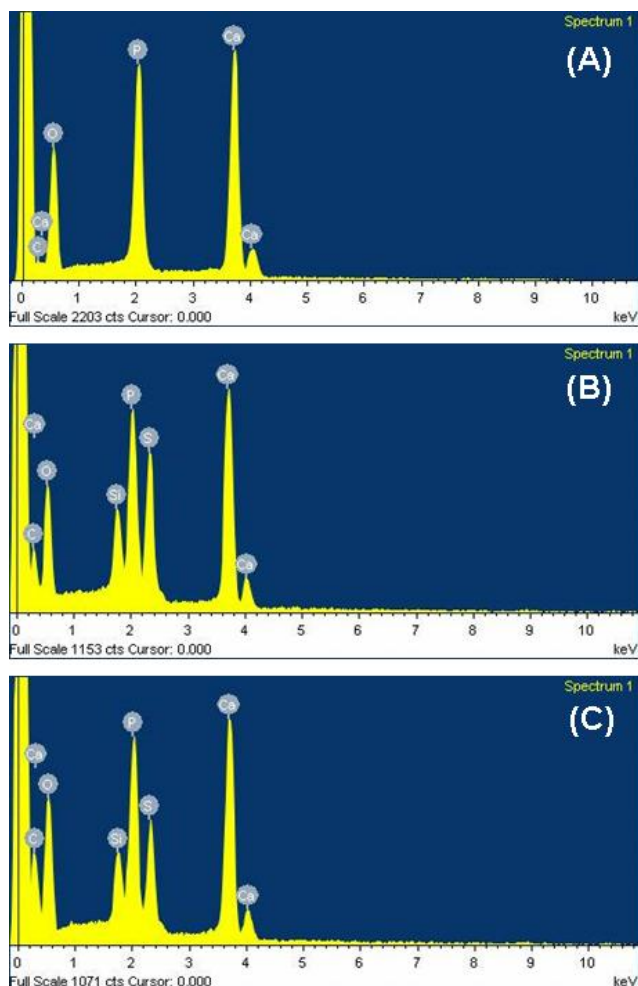 Spectrum 1
(A)
P
Ca
O
Ca
C
Ca
0 1 2 3 4 5 6 7 8 9 10
Full Scale 2203 cts Cursor: 0.000 keV
Spectrum 1
(B)
Ca
P
Ca
S
O
Si
C
Ca
0 1 2 3 4 5 6 7 8 9 10
Full Scale 1153 cts Cursor: 0.000 keV
Spectrum 1
(C)
Ca
P
Ca
O
S
C
Si
Ca
0 1 2 3 4 5 6 7 8 9 10
Full Scale 1071 cts Cursor: 0.000 keV